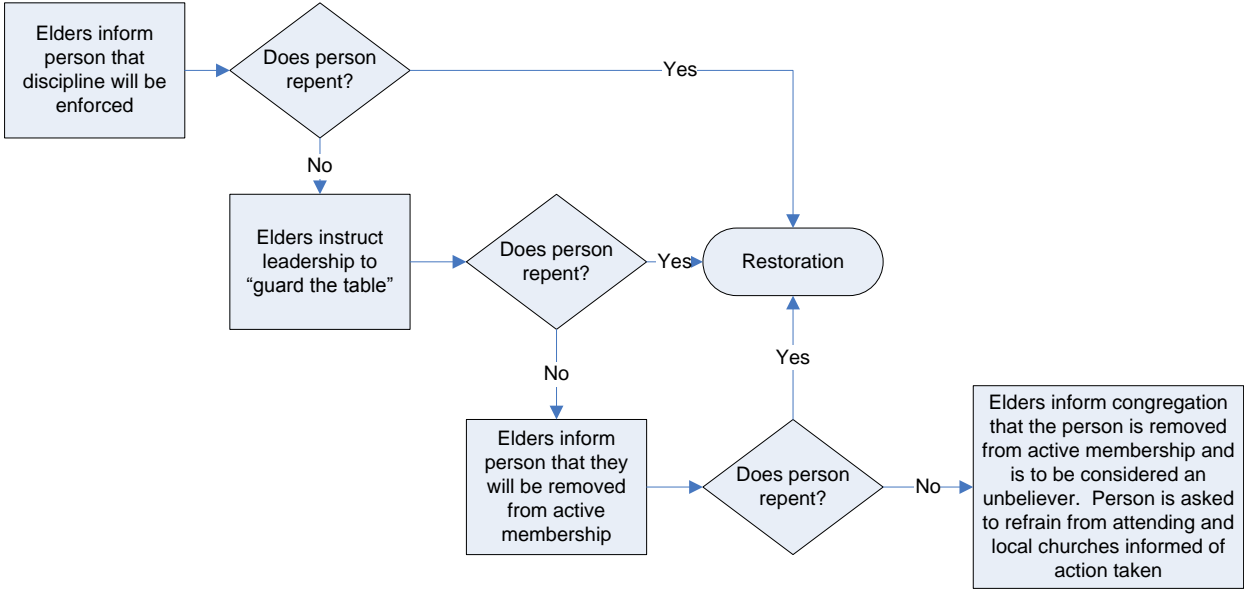 Elders inform
person that
discipline will be
enforced
Does person
repent?
Yes
No
Elders instruct
leadership to
“guard the table”
Does person
repent?
Yes
Restoration
No
Yes
Elders inform
person that they
will be removed
from active
membership
Does person
repent?
No
Elders inform congregation
that the person is removed
from active membership and
is to be considered an
unbeliever.  Person is asked
to refrain from attending and
local churches informed of
action taken